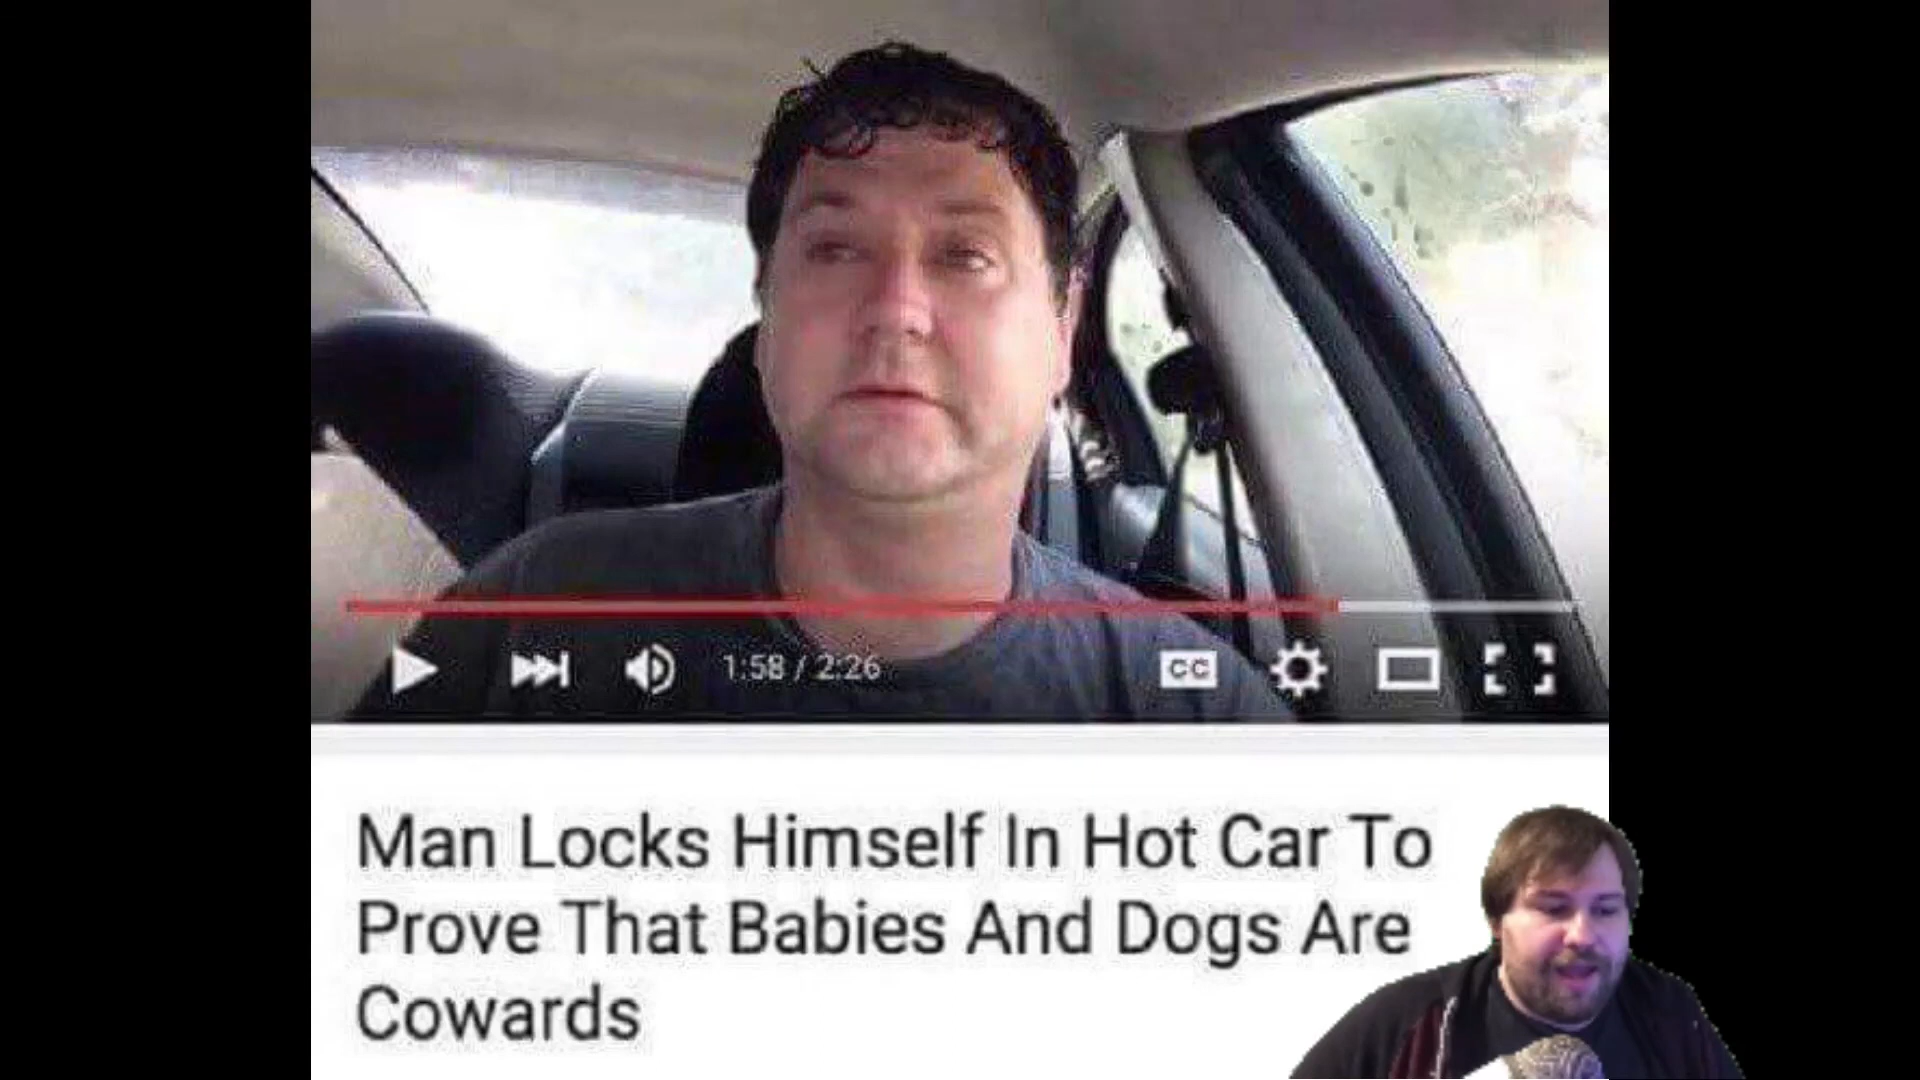 1:58 / 2:26
CC
Man Locks Himself In Hot Car To
Prove That Babies And Dogs Are
Cowards